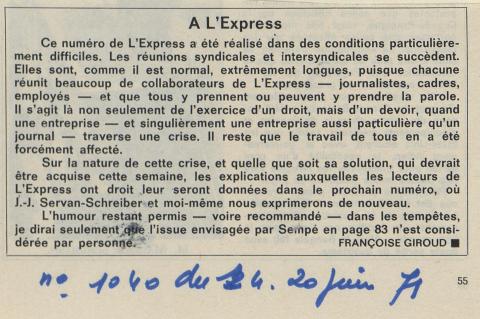 A L'Express
Ce numéro de L'Express a été réalisé dans des conditions particulière-
ment difficiles. Les réunions syndicales et intersyndicales se succèdent.
Elles sont, comme il est normal, extrêmement longues, puisque chacune
réunit beaucoup de collaborateurs de L'Express — journalistes, cadres,
employés — et que tous y prennent ou peuvent y prendre la parole.
Il s'agit là non seulement de l'exercice d'un droit, mais d'un devoir, quand
une entreprise — et singulièrement une entreprise aussi particulière qu'un
journal — traverse une crise. Il reste que le travail de tous en a été
forcément affecté.
Sur la nature de cette crise, et quelle que soit sa solution, qui devrait
être acquise cette semaine, les explications auxquelles les lecteurs de
L'Express ont droit leur seront données dans le prochain numéro, où
J.-J. Servan-Schreiber et moi-même nous exprimerons de nouveau.
L'humour restant permis — voire recommandé — dans les tempêtes,
je dirai seulement que l'issue envisagée par Sempé en page 83 n'est consi-
dérée par personne. FRANÇOISE GIROUD ■
no 1040 du 14. 20 juin 71
55